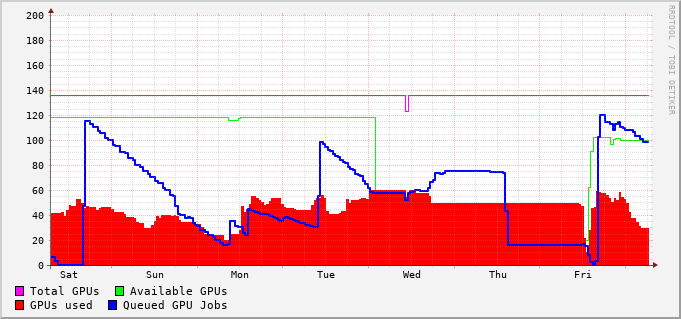 200
180
160
140
120
100
80
60
40
20
0
Sat Sun Mon Tue Wed Thu Fri
Total GPUs Available GPUs
GPUs used Queued GPU Jobs
RRDTOOL / TOBI OETIKER